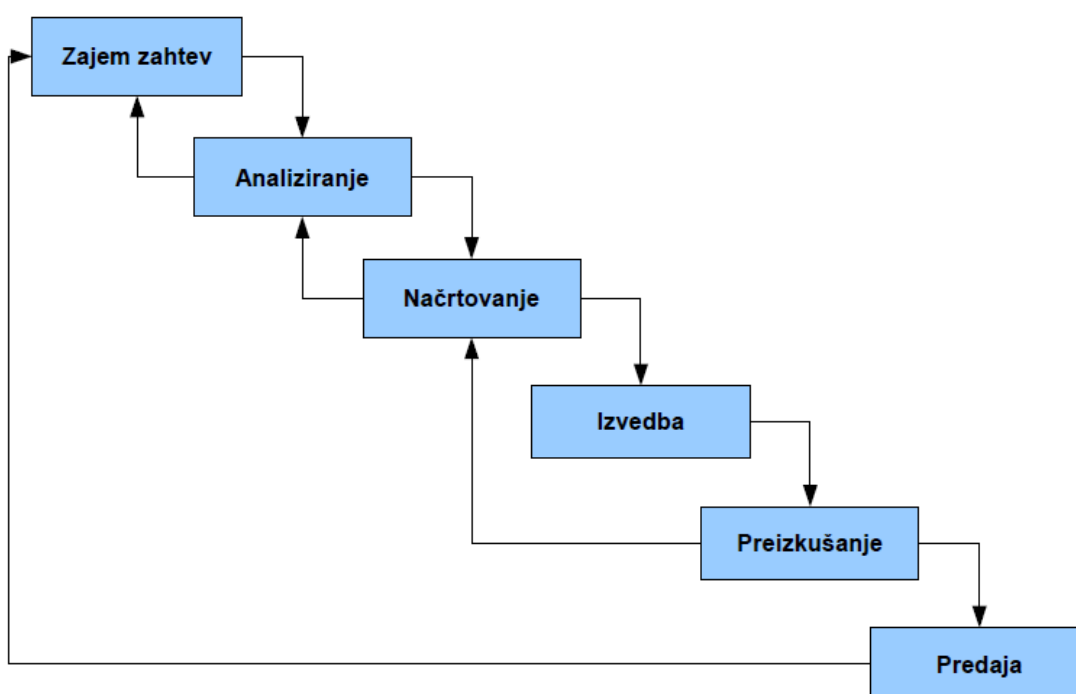 Zajem zahtev
Analiziranje
Načrtovanje
Izvedba
Preizkušanje
Predaja